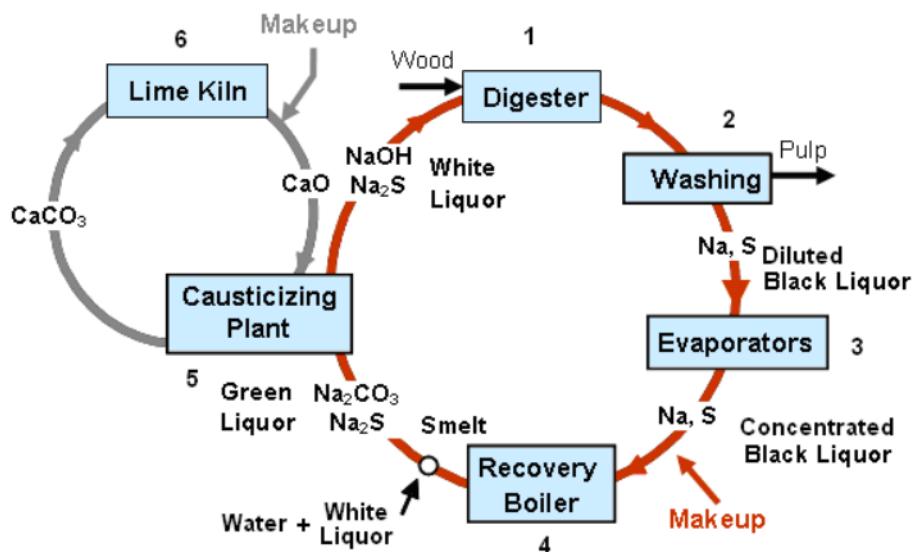 Makeup
6
Lime Kiln
1
Wood
Digester
2
Pulp
Washing
NaOH
Na₂S
White
Liquor
CaO
CaCO₃
Na, S
Diluted
Black Liquor
Causticizing
Plant
5
Evaporators
3
Green
Liquor
Na₂CO₃
Na₂S
Smelt
Na, S
Concentrated
Black Liquor
Recovery
Boiler
4
Water + White
Liquor
Makeup